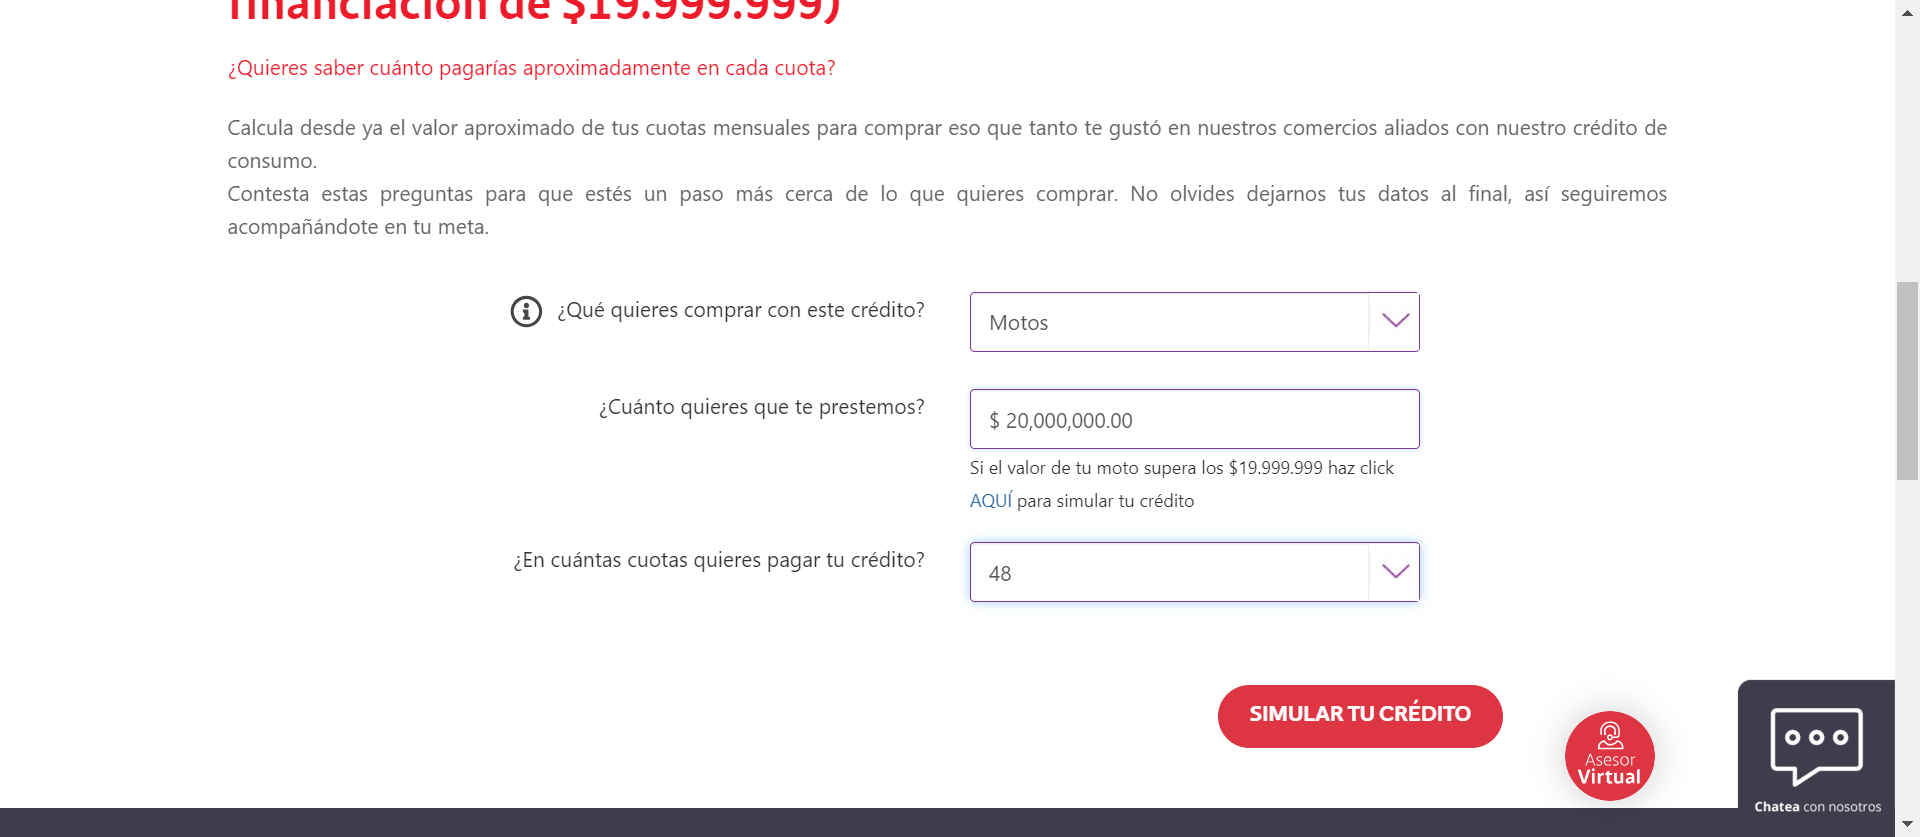 financiación de $19.999.999)
¿Quieres saber cuánto pagarías aproximadamente en cada cuota?
Calcula desde ya el valor aproximado de tus cuotas mensuales para comprar eso que tanto te gustó en nuestros comercios aliados con nuestro crédito de
consumo.
Contesta estas preguntas para que estés un paso más cerca de lo que quieres comprar. No olvides dejarnos tus datos al final, así seguiremos
acompañándote en tu meta.
¿Qué quieres comprar con este crédito?
Motos
¿Cuánto quieres que te prestemos?
$ 20,000,000.00
Si el valor de tu moto supera los $19.999.999 haz click
AQUÍ para simular tu crédito
¿En cuántas cuotas quieres pagar tu crédito?
48
SIMULAR TU CRÉDITO
Asesor
Virtual
Chatea con nosotros